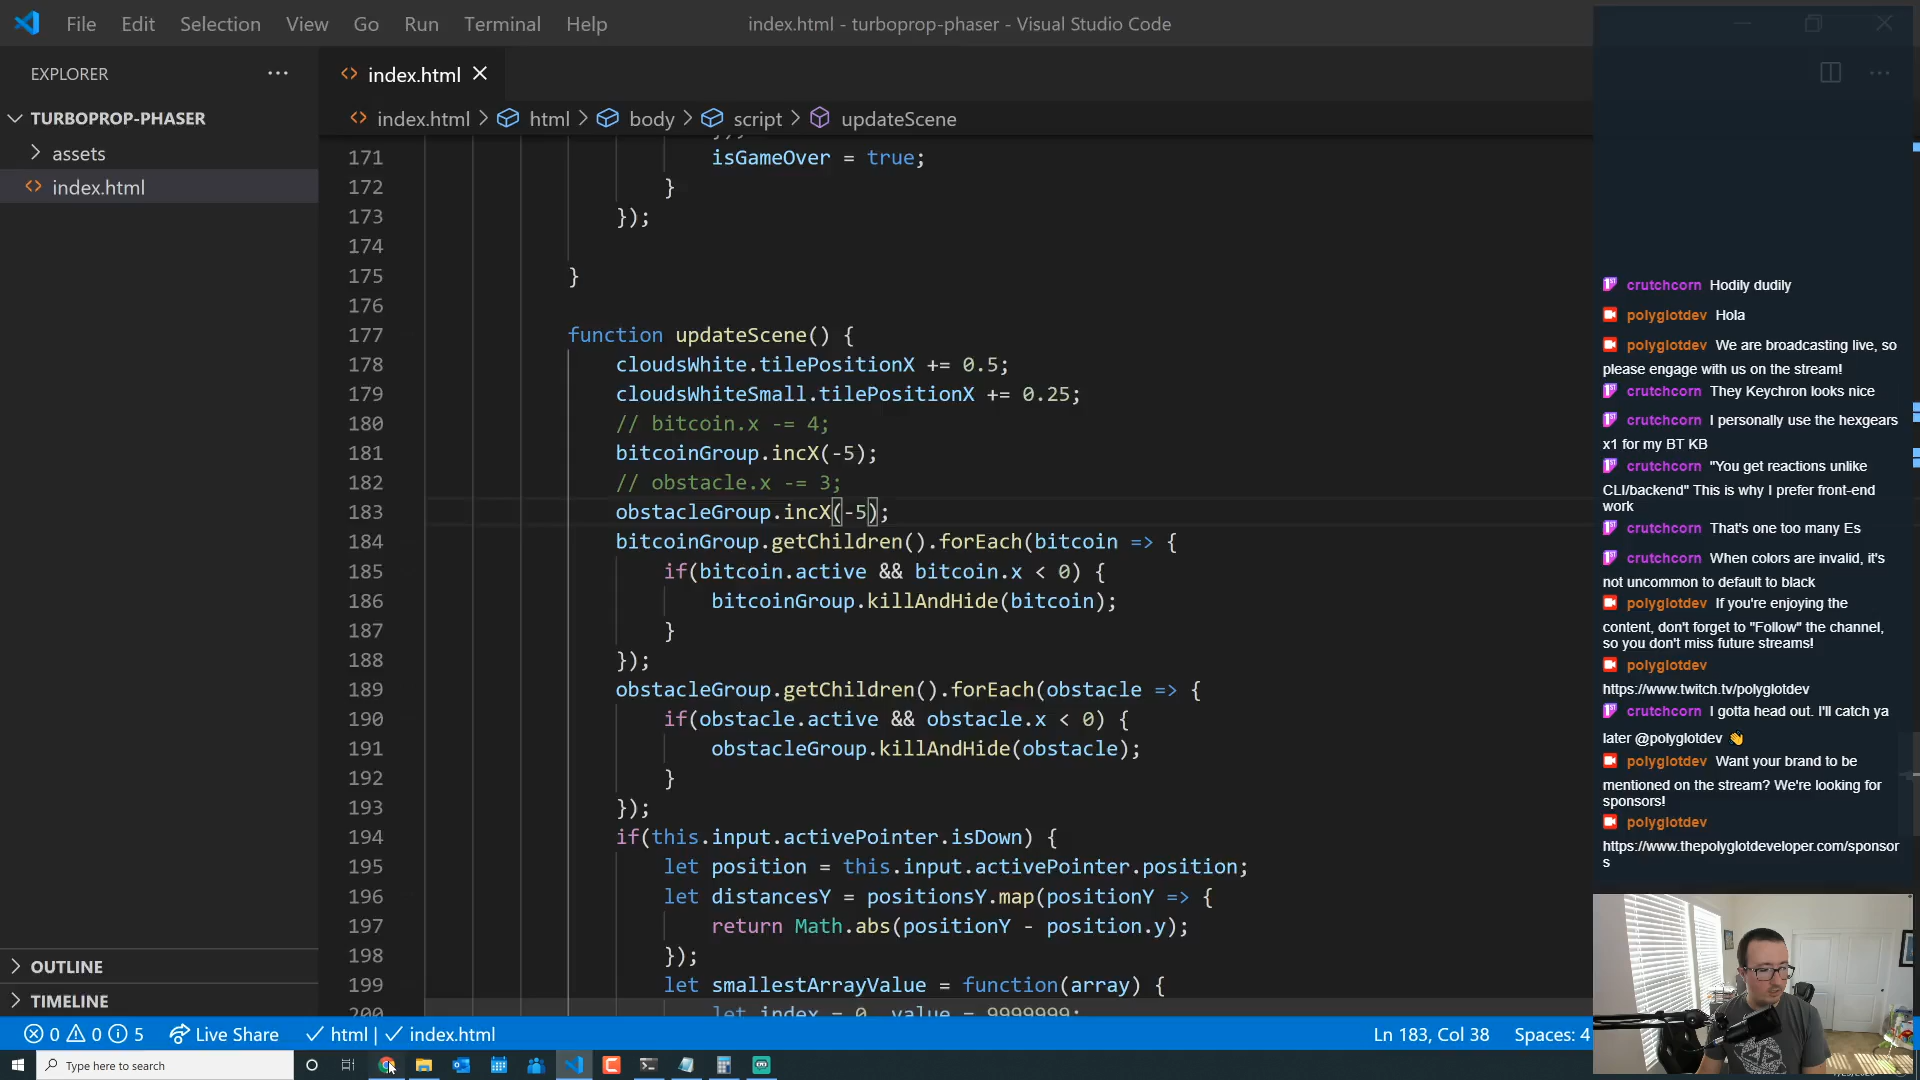 File Edit Selection View Go Run Terminal Help
index.html - turboprop-phaser - Visual Studio Code
EXPLORER
TURBOPROP-PHASER
assets
index.html
OUTLINE
TIMELINE
index.html
index.html > html > body > script > updateScene
171 isGameOver = true;
172 }
173 });
174
175 }
176
177 function updateScene() {
178 cloudsWhite.tilePositionX += 0.5;
179 cloudsWhiteSmall.tilePositionX += 0.25;
180 // bitcoin.x -= 4;
181 bitcoinGroup.incX(-5);
182 // obstacle.x -= 3;
183 obstacleGroup.incX(-5);
184 bitcoinGroup.getChildren().forEach(bitcoin => {
185 if(bitcoin.active && bitcoin.x < 0) {
186 bitcoinGroup.killAndHide(bitcoin);
187 }
188 });
189 obstacleGroup.getChildren().forEach(obstacle => {
190 if(obstacle.active && obstacle.x < 0) {
191 obstacleGroup.killAndHide(obstacle);
192 }
193 });
194 if(this.input.activePointer.isDown) {
195 let position = this.input.activePointer.position;
196 let distancesY = positionsY.map(positionY => {
197 return Math.abs(positionY - position.y);
198 });
199 let smallestArrayValue = function(array) {
200 let index = 0, value = 9999999;
crutchcorn Hodily dudily
polyglotdev Hola
polyglotdev We are broadcasting live, so
please engage with us on the stream!
crutchcorn They Keychron looks nice
crutchcorn I personally use the hexgears
x1 for my BT KB
crutchcorn "You get reactions unlike
CLI/backend" This is why I prefer front-end
work
crutchcorn That's one too many Es
crutchcorn When colors are invalid, it's
not uncommon to default to black
polyglotdev If you're enjoying the
content, don't forget to "Follow" the channel,
so you don't miss future streams!
polyglotdev
https://www.twitch.tv/polyglotdev
crutchcorn I gotta head out. I'll catch ya
later @polyglotdev 👋
polyglotdev Want your brand to be
mentioned on the stream? We're looking for
sponsors!
polyglotdev
https://www.thepolyglotdeveloper.com/sponsor
s
0 0 5 Live Share html | index.html
Ln 183, Col 38 Spaces: 4
Type here to search